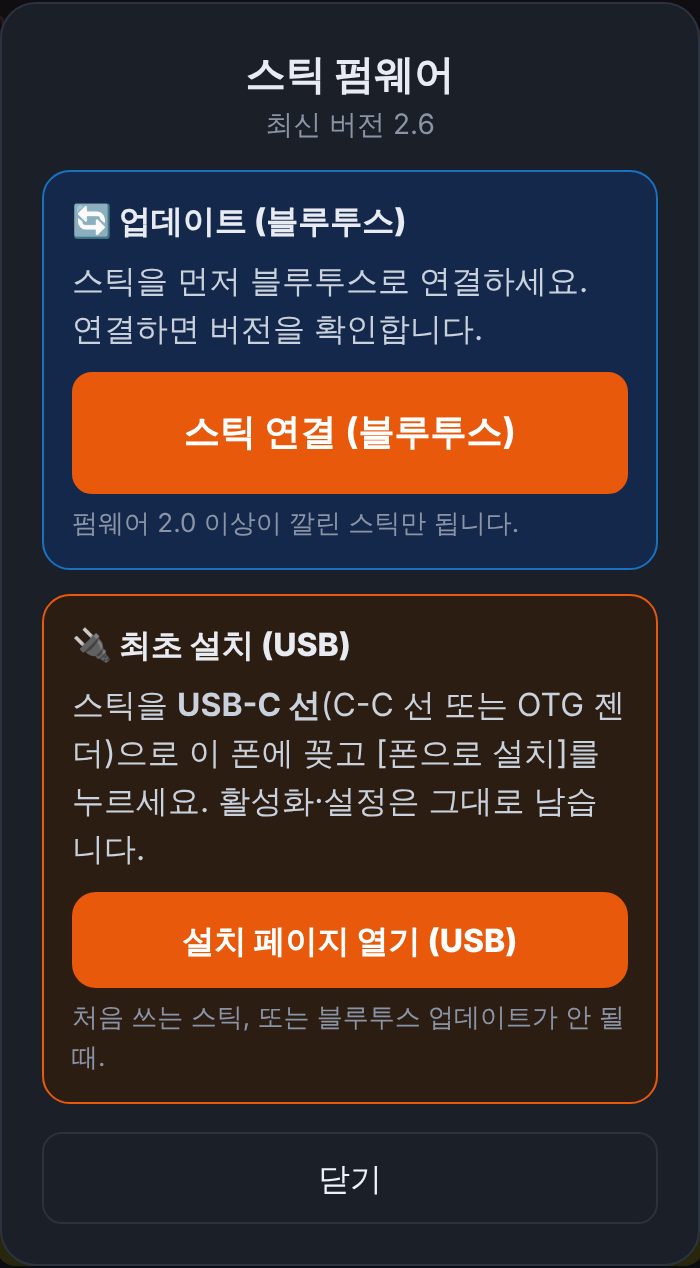 스틱 펌웨어
최신 버전 2.6
🔄 업데이트 (블루투스)
스틱을 먼저 블루투스로 연결하세요.
연결하면 버전을 확인합니다.
스틱 연결 (블루투스)
펌웨어 2.0 이상이 깔린 스틱만 됩니다.
🔌 최초 설치 (USB)
스틱을 USB-C 선(C-C 선 또는 OTG 젠
더)으로 이 폰에 꽂고 [폰으로 설치]를
누르세요. 활성화·설정은 그대로 남습
니다.
설치 페이지 열기 (USB)
처음 쓰는 스틱, 또는 블루투스 업데이트가 안 될
때.
닫기